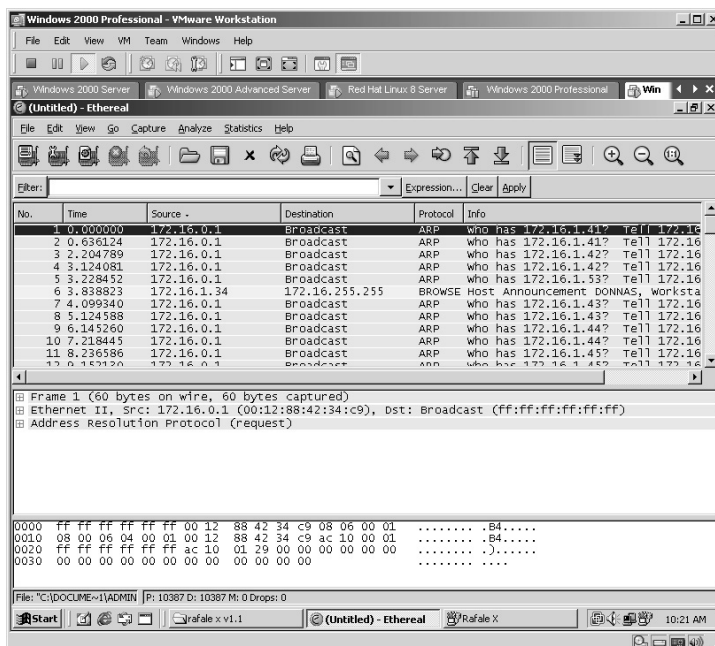 Windows 2000 Professional - VMware Workstation
File Edit View VM Team Windows Help
Windows 2000 Server Windows 2000 Advanced Server Red Hat Linux 8 Server Windows 2000 Professional Win
(Untitled) - Ethereal
File Edit View Go Capture Analyze Statistics Help
Filter: Expression... Clear Apply
No. Time Source Destination Protocol Info
1 0.000000 172.16.0.1 Broadcast ARP who has 172.16.1.41? Tell 172.16
2 0.636124 172.16.0.1 Broadcast ARP who has 172.16.1.41? Tell 172.16
3 2.204789 172.16.0.1 Broadcast ARP who has 172.16.1.42? Tell 172.16
4 3.124081 172.16.0.1 Broadcast ARP who has 172.16.1.42? Tell 172.16
5 3.228452 172.16.0.1 Broadcast ARP who has 172.16.1.53? Tell 172.16
6 3.838823 172.16.1.34 172.16.255.255 BROWSE Host Announcement DONNAS, Worksta
7 4.099340 172.16.0.1 Broadcast ARP who has 172.16.1.43? Tell 172.16
8 5.124588 172.16.0.1 Broadcast ARP who has 172.16.1.43? Tell 172.16
9 6.145260 172.16.0.1 Broadcast ARP who has 172.16.1.44? Tell 172.16
10 7.218445 172.16.0.1 Broadcast ARP who has 172.16.1.44? Tell 172.16
11 8.236586 172.16.0.1 Broadcast ARP who has 172.16.1.45? Tell 172.16
12 9.152130 172.16.0.1 Broadcast ARP who has 172.16.1.45? Tell 172.16
Frame 1 (60 bytes on wire, 60 bytes captured)
Ethernet II, Src: 172.16.0.1 (00:12:88:42:34:c9), Dst: Broadcast (ff:ff:ff:ff:ff:ff)
Address Resolution Protocol (request)
0000 ff ff ff ff ff ff 00 12 88 42 34 c9 08 06 00 01 ........ .B4.....
0010 08 00 06 04 00 01 00 12 88 42 34 c9 ac 10 00 01 ........ .B4.....
0020 ff ff ff ff ff ff ac 10 01 29 00 00 00 00 00 00 ........ .)......
0030 00 00 00 00 00 00 00 00 00 00 00 00 ........ ....
File: "C:\DOCUME~1\ADMIN P: 10387 D: 10387 M: 0 Drops: 0
Start rafale x v1.1 (Untitled) - Ethereal Rafale X 10:21 AM